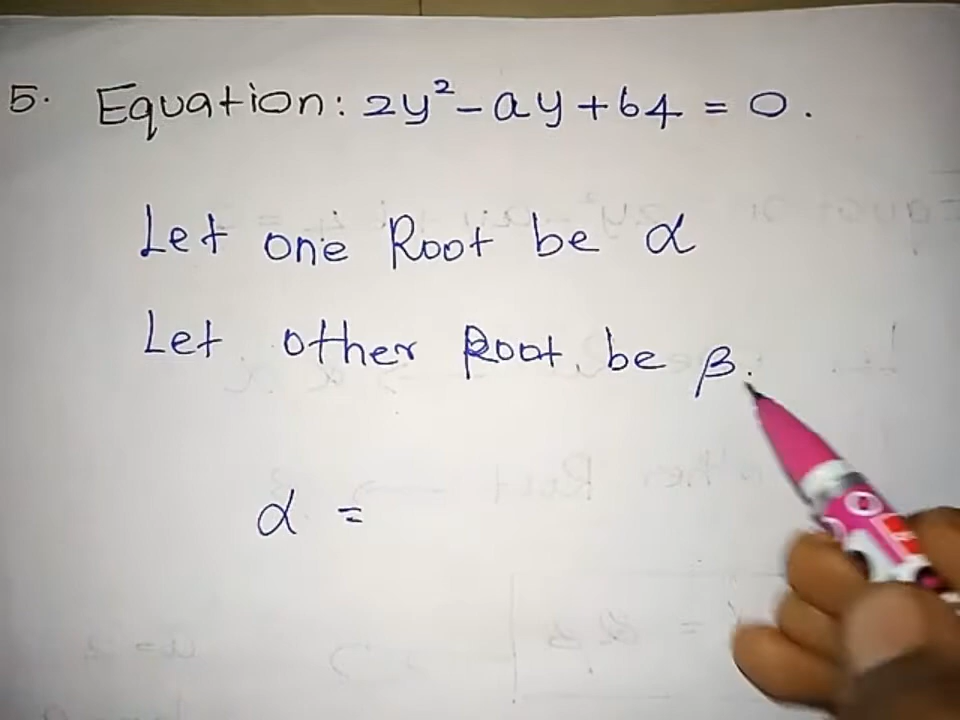 5. Equation: 2y² - ay + 64 = 0.
Let one Root be α
Let other Root be β.
α =